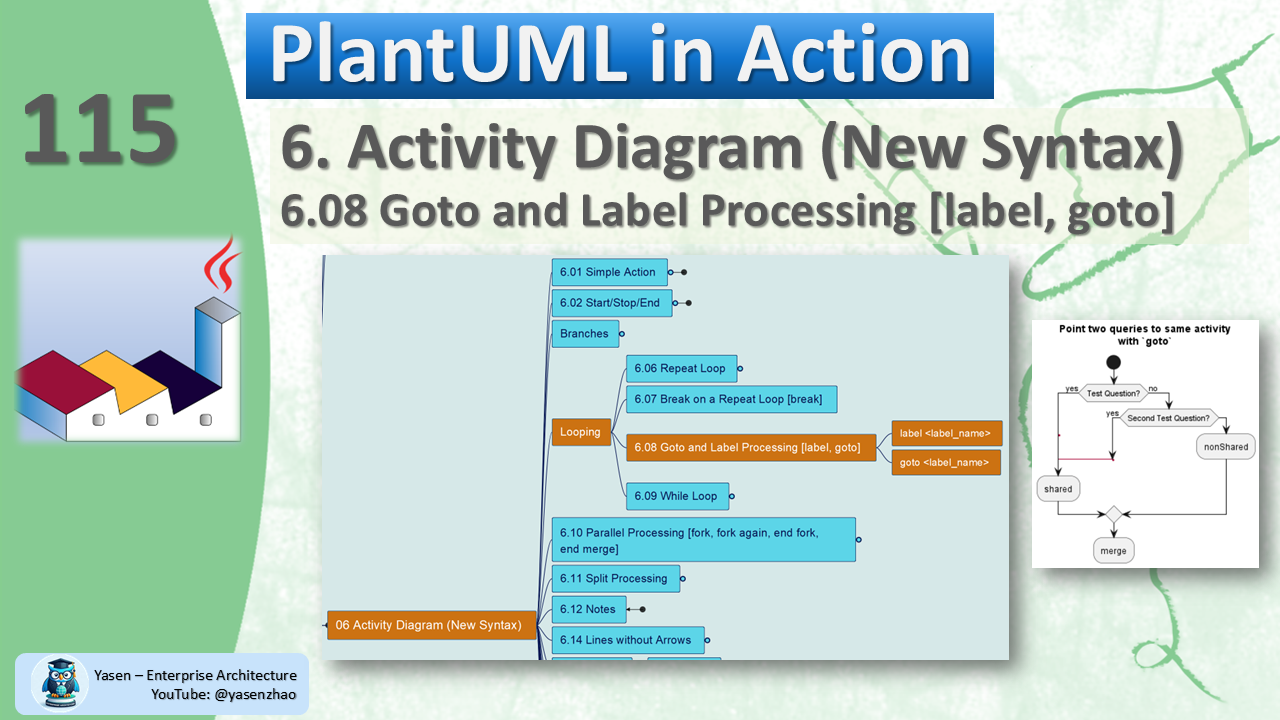 PlantUML in Action
115
6. Activity Diagram (New Syntax)
6.08 Goto and Label Processing [label, goto]
6.01 Simple Action
6.02 Start/Stop/End
Branches
6.06 Repeat Loop
6.07 Break on a Repeat Loop [break]
Looping
6.08 Goto and Label Processing [label, goto]
label <label_name>
goto <label_name>
6.09 While Loop
6.10 Parallel Processing [fork, fork again, end fork,
end merge]
6.11 Split Processing
6.12 Notes
06 Activity Diagram (New Syntax)
6.14 Lines without Arrows
Point two queries to same activity
with `goto`
yes
Test Question?
no
yes
Second Test Question?
nonShared
shared
merge
Yasen – Enterprise Architecture
YouTube: @yasenzhao